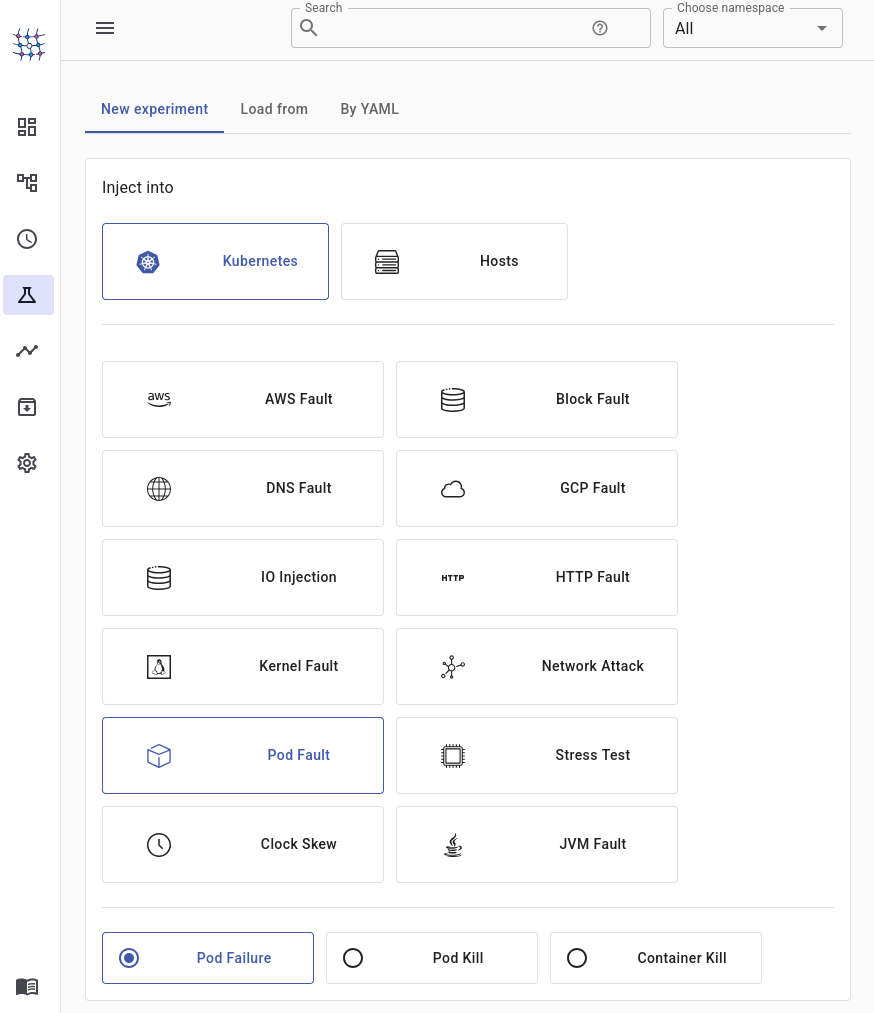 Search
Choose namespace
All
New experiment
Load from
By YAML
Inject into
Kubernetes
Hosts
aws
AWS Fault
Block Fault
DNS Fault
GCP Fault
IO Injection
HTTP
HTTP Fault
Kernel Fault
Network Attack
Pod Fault
Stress Test
Clock Skew
JVM Fault
Pod Failure
Pod Kill
Container Kill